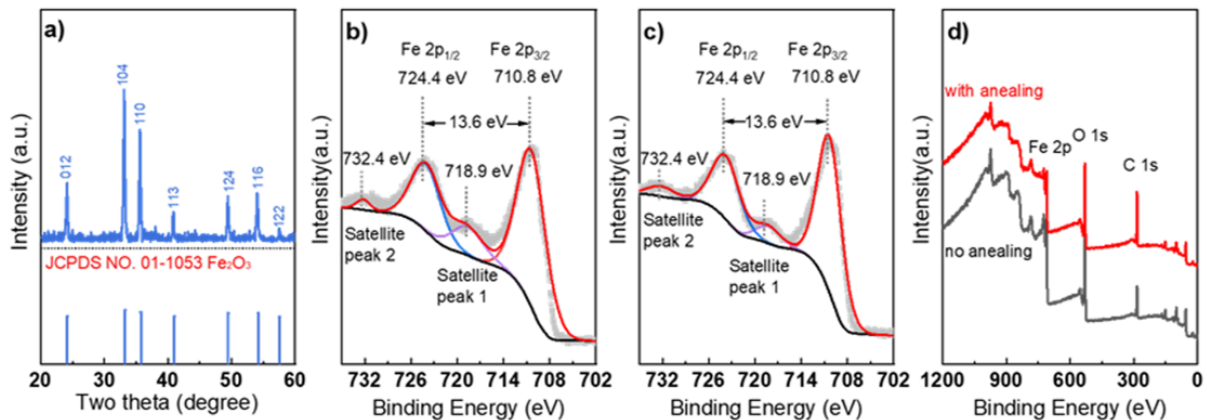 a)
Intensity(a.u.)
012
104
110
113
124
116
122
JCPDS NO. 01-1053 Fe₂O₃
20 30 40 50 60
Two theta (degree)
b)
Intensity(a.u.)
Fe 2p₁/₂ Fe 2p₃/₂
724.4 eV 710.8 eV
13.6 eV
732.4 eV
718.9 eV
Satellite
peak 2
Satellite
peak 1
732 726 720 714 708 702
Binding Energy (eV)
c)
Intensity(a.u.)
Fe 2p₁/₂ Fe 2p₃/₂
724.4 eV 710.8 eV
13.6 eV
732.4 eV
718.9 eV
Satellite
peak 2
Satellite
peak 1
732 726 720 714 708 702
Binding Energy (eV)
d)
Intensity (a.u.)
with anealing
Fe 2p
O 1s
C 1s
no anealing
1200 900 600 300 0
Binding Energy (eV)